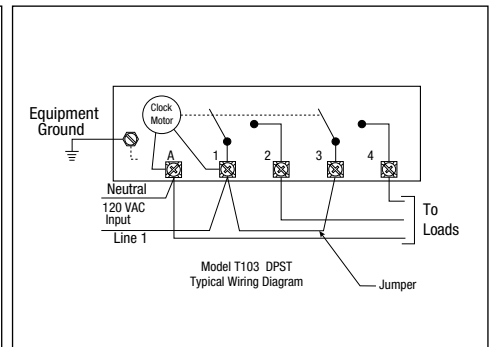 Clock
Motor
Equipment
Ground
A
1
2
3
4
Neutral
120 VAC
Input
Line 1
To
Loads
Model T103 DPST
Typical Wiring Diagram
Jumper